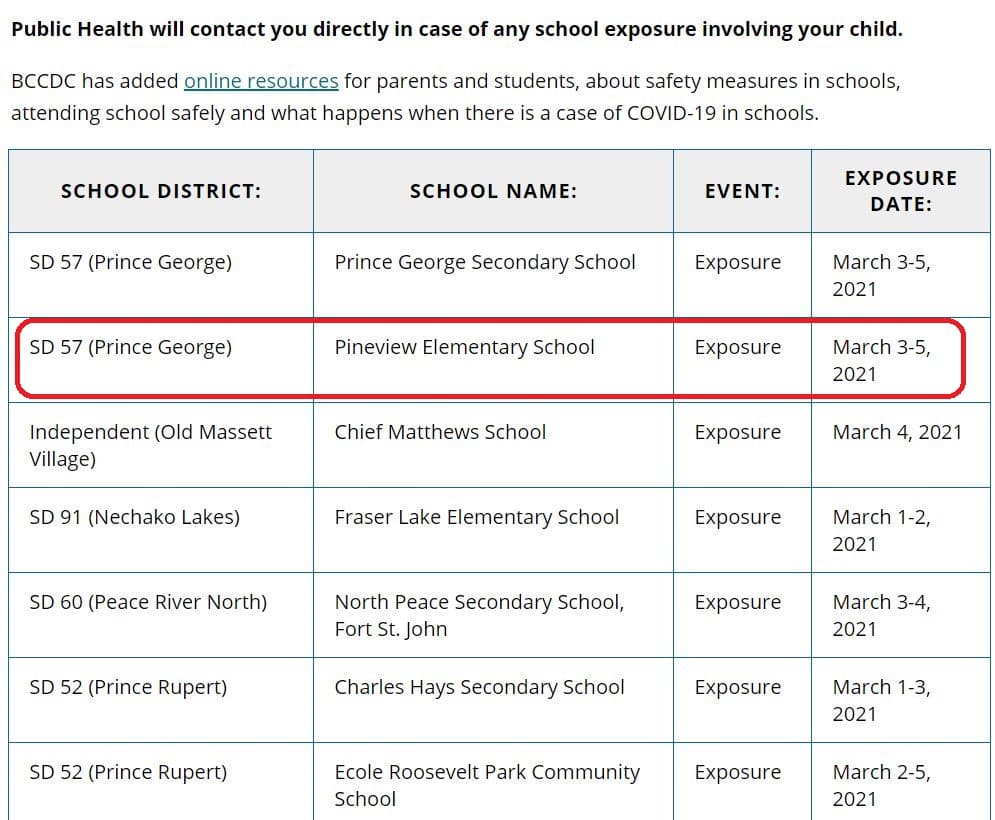 Public Health will contact you directly in case of any school exposure involving your child.
BCCDC has added online resources for parents and students, about safety measures in schools,
attending school safely and what happens when there is a case of COVID-19 in schools.
SCHOOL DISTRICT: SCHOOL NAME: EVENT: EXPOSURE
DATE:
SD 57 (Prince George) Prince George Secondary School Exposure March 3-5,
2021
SD 57 (Prince George) Pineview Elementary School Exposure March 3-5,
2021
Independent (Old Massett Chief Matthews School Exposure March 4, 2021
Village)
SD 91 (Nechako Lakes) Fraser Lake Elementary School Exposure March 1-2,
2021
SD 60 (Peace River North) North Peace Secondary School, Exposure March 3-4,
Fort St. John 2021
SD 52 (Prince Rupert) Charles Hays Secondary School Exposure March 1-3,
2021
SD 52 (Prince Rupert) Ecole Roosevelt Park Community Exposure March 2-5,
School 2021